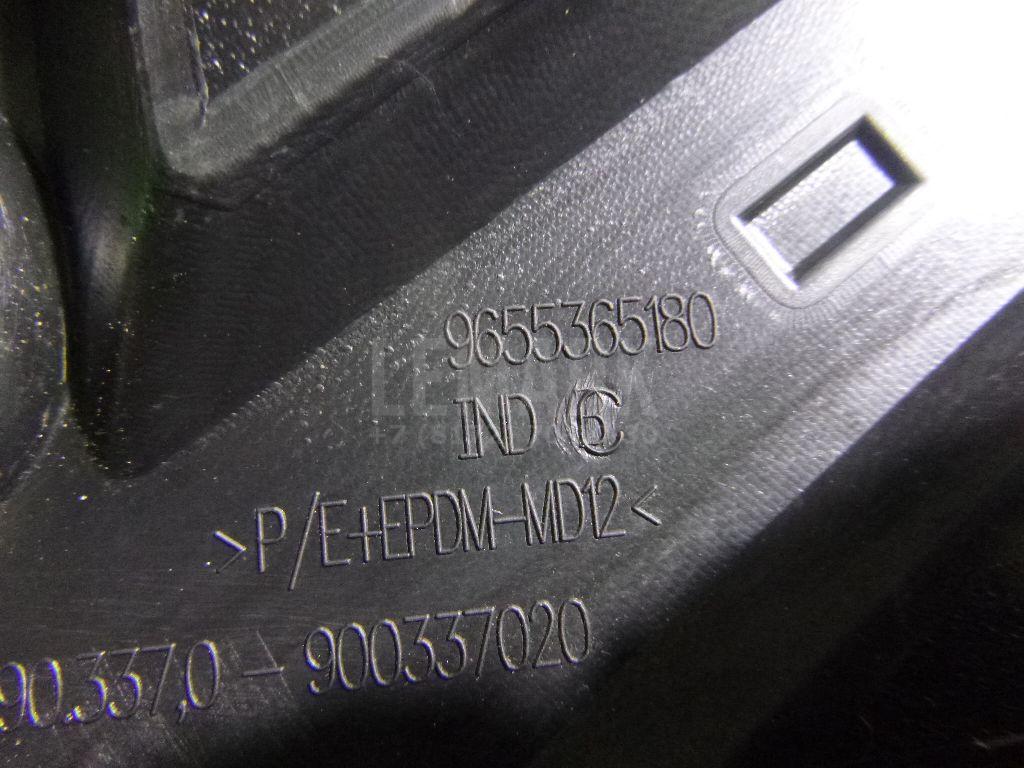 9655365180
IND C
>P/E+EPDM-MD12<
90.337,0 - 900337020